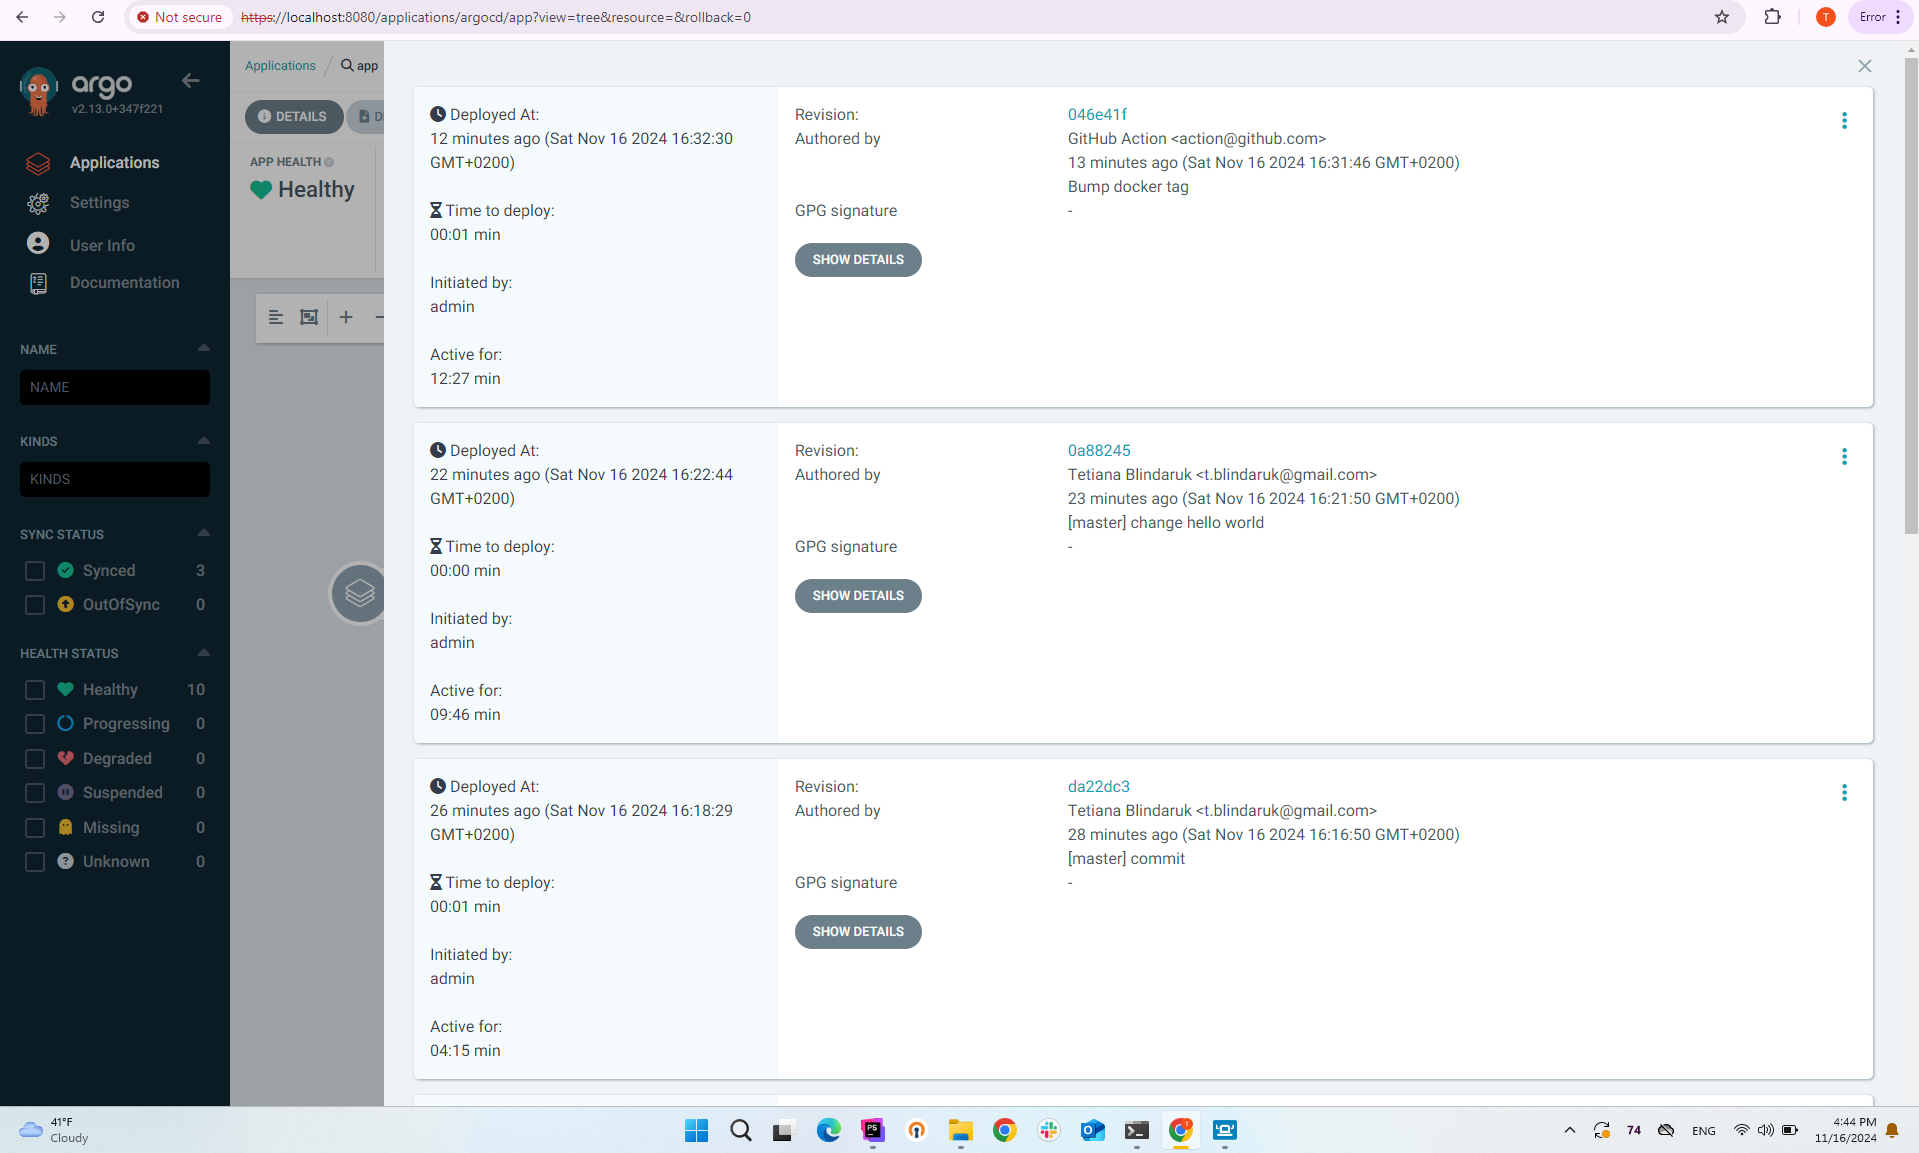 Not secure
https://localhost:8080/applications/argocd/app?view=tree&resource=&rollback=0
T
Error
argo
v2.13.0+347f221
Applications
Settings
User Info
Documentation
NAME
NAME
KINDS
KINDS
SYNC STATUS
Synced 3
OutOfSync 0
HEALTH STATUS
Healthy 10
Progressing 0
Degraded 0
Suspended 0
Missing 0
Unknown 0
Applications
app
DETAILS
D
APP HEALTH
Healthy
Deployed At:
12 minutes ago (Sat Nov 16 2024 16:32:30
GMT+0200)
Time to deploy:
00:01 min
Initiated by:
admin
Active for:
12:27 min
Revision: 046e41f
Authored by GitHub Action <action@github.com>
13 minutes ago (Sat Nov 16 2024 16:31:46 GMT+0200)
Bump docker tag
GPG signature -
SHOW DETAILS
Deployed At:
22 minutes ago (Sat Nov 16 2024 16:22:44
GMT+0200)
Time to deploy:
00:00 min
Initiated by:
admin
Active for:
09:46 min
Revision: 0a88245
Authored by Tetiana Blindaruk <t.blindaruk@gmail.com>
23 minutes ago (Sat Nov 16 2024 16:21:50 GMT+0200)
[master] change hello world
GPG signature -
SHOW DETAILS
Deployed At:
26 minutes ago (Sat Nov 16 2024 16:18:29
GMT+0200)
Time to deploy:
00:01 min
Initiated by:
admin
Active for:
04:15 min
Revision: da22dc3
Authored by Tetiana Blindaruk <t.blindaruk@gmail.com>
28 minutes ago (Sat Nov 16 2024 16:16:50 GMT+0200)
[master] commit
GPG signature -
SHOW DETAILS
41°F
Cloudy
PS
74
ENG
4:44 PM
11/16/2024